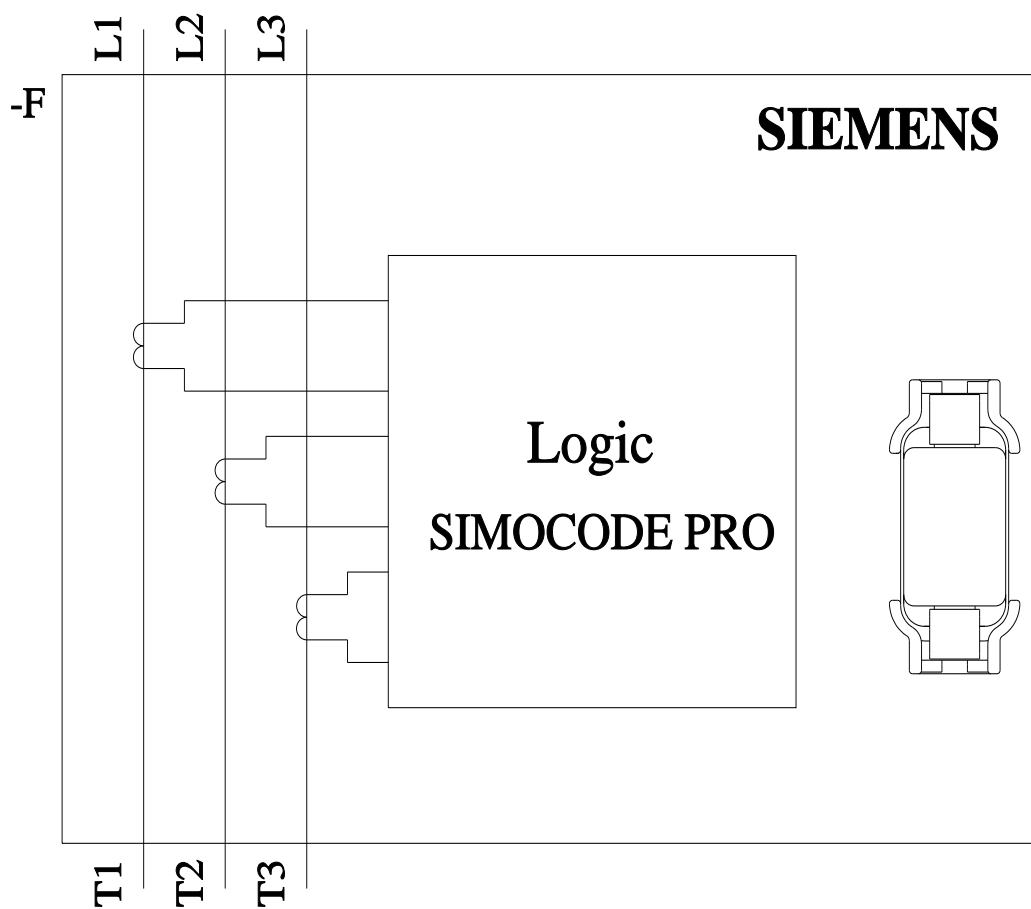 L1 L2 L3
-F
SIEMENS
Logic
SIMOCODE PRO
T1 T2 T3